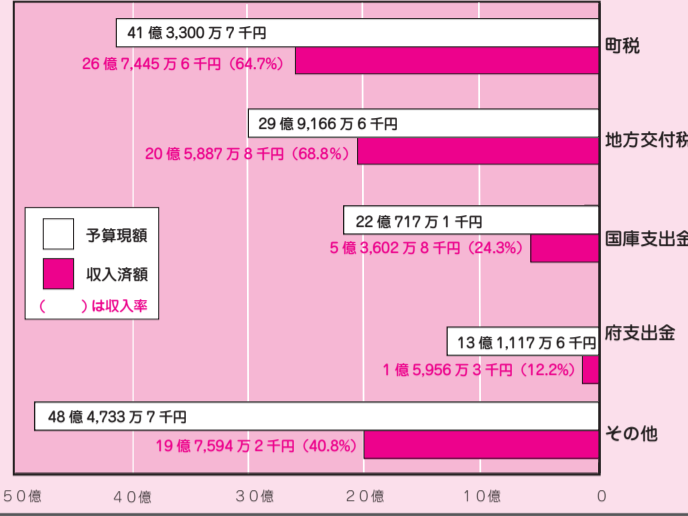 41 億 3,300 万 7 千円
町税
26 億 7,445 万 6 千円（64.7%）
29 億 9,166 万 6 千円
地方交付税
20 億 5,887 万 8 千円（68.8%）
22 億 717 万 1 千円
国庫支出金
5 億 3,602 万 8 千円（24.3%）
予算現額
収入済額
（　　）は収入率
13 億 1,117 万 6 千円
府支出金
1 億 5,956 万 3 千円（12.2%）
48 億 4,733 万 7 千円
その他
19 億 7,594 万 2 千円（40.8%）
５０億 ４０億 ３０億 ２０億 １０億 ０